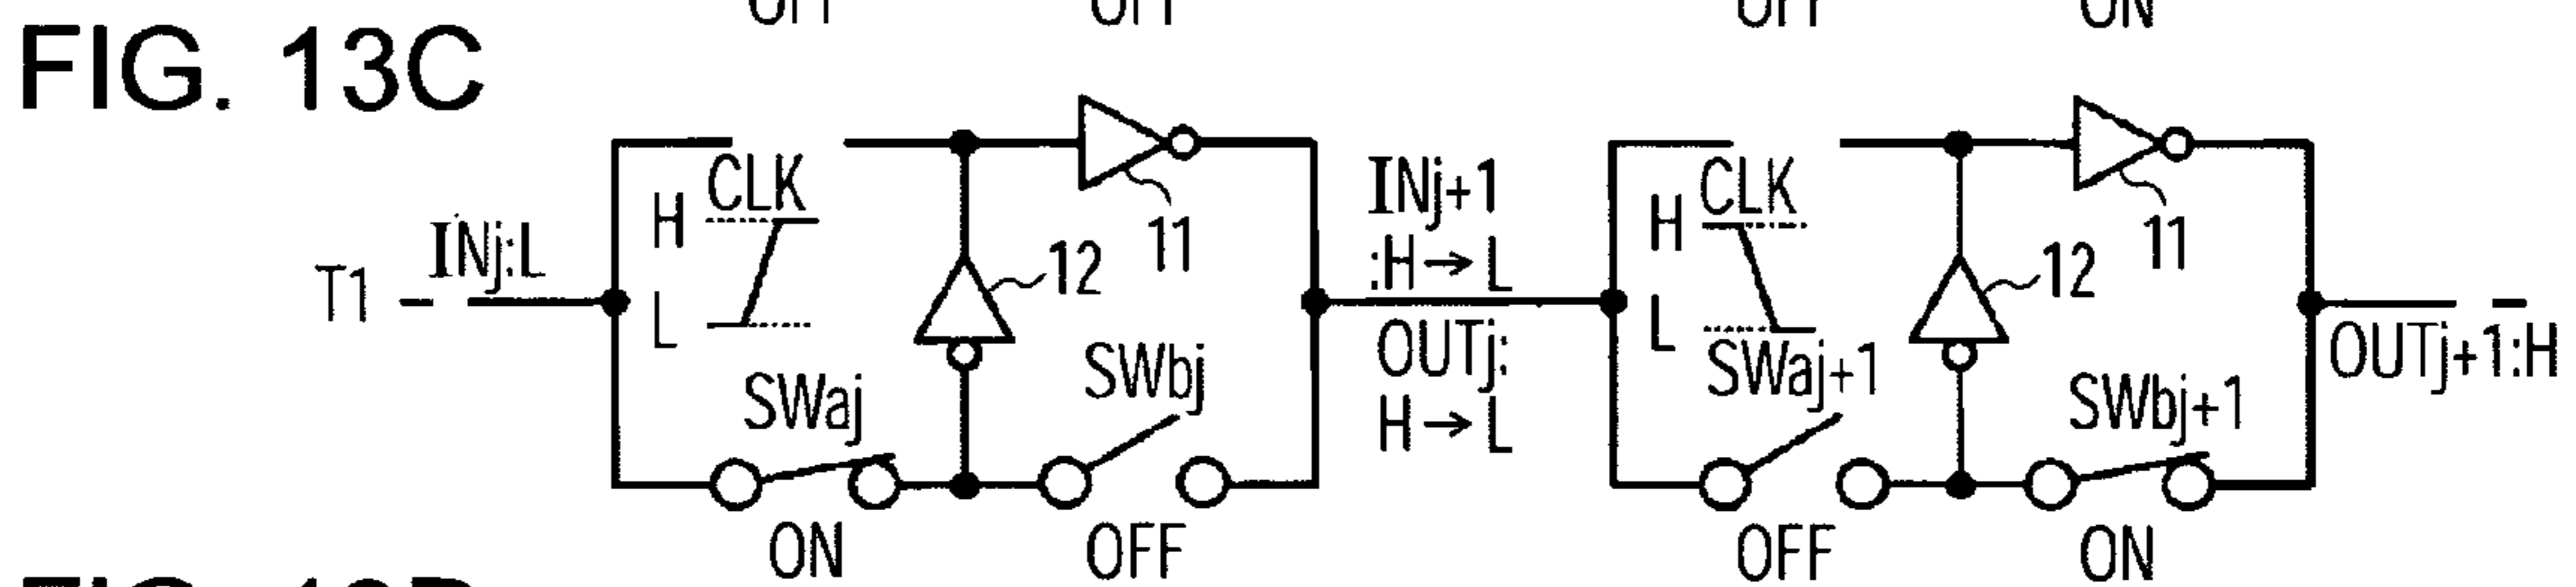 FIG. 13C
T1
INj:L
H
L
CLK
12
11
SWaj
ON
SWbj
OFF
INj+1
:H→L
OUTj:
H→L
H
L
CLK
SWaj+1
OFF
12
11
SWbj+1
ON
OUTj+1:H